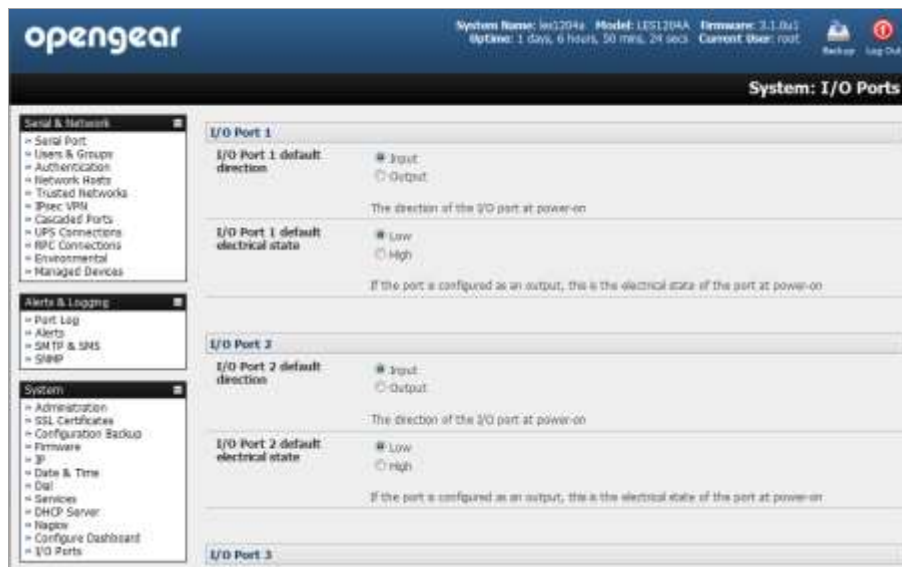 opengear
System Name: les1204a Model: LES1204A Firmware: 3.1.0u1
Uptime: 1 days, 6 hours, 50 mins, 24 secs Current User: root
Backup Log Out
System: I/O Ports
Serial & Network
» Serial Port
» Users & Groups
» Authentication
» Network Hosts
» Trusted Networks
» IPsec VPN
» Cascaded Ports
» UPS Connections
» RPC Connections
» Environmental
» Managed Devices
Alerts & Logging
» Port Log
» Alerts
» SMTP & SMS
» SNMP
System
» Administration
» SSL Certificates
» Configuration Backup
» Firmware
» IP
» Date & Time
» Dial
» Services
» DHCP Server
» Nagios
» Configure Dashboard
» I/O Ports
I/O Port 1
I/O Port 1 default
direction
Input
Output
The direction of the I/O port at power-on
I/O Port 1 default
electrical state
Low
High
If the port is configured as an output, this is the electrical state of the port at power-on
I/O Port 2
I/O Port 2 default
direction
Input
Output
The direction of the I/O port at power-on
I/O Port 2 default
electrical state
Low
High
If the port is configured as an output, this is the electrical state of the port at power-on
I/O Port 3